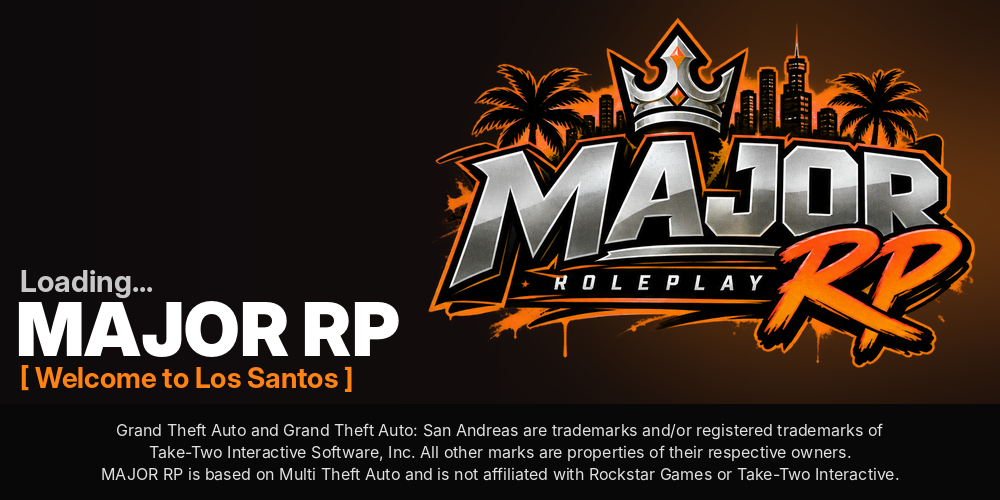 MAJOR
ROLEPLAY
RP
Loading...
MAJOR RP
[ Welcome to Los Santos ]
Grand Theft Auto and Grand Theft Auto: San Andreas are trademarks and/or registered trademarks of
Take-Two Interactive Software, Inc. All other marks are properties of their respective owners.
MAJOR RP is based on Multi Theft Auto and is not affiliated with Rockstar Games or Take-Two Interactive.